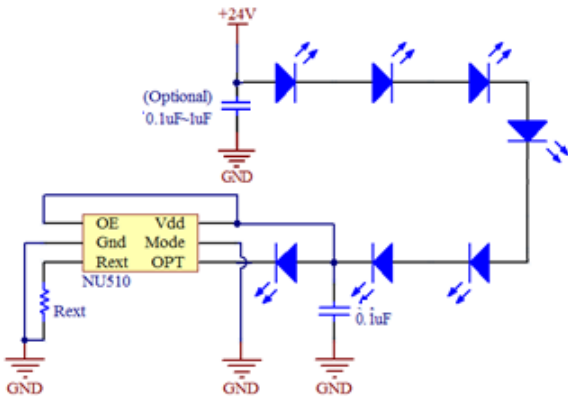 +24V
(Optional)
0.1uF~1uF
GND
OE Vdd
Gnd Mode
Rext OPT
NU510
Rext
0.1uF
GND
GND
GND